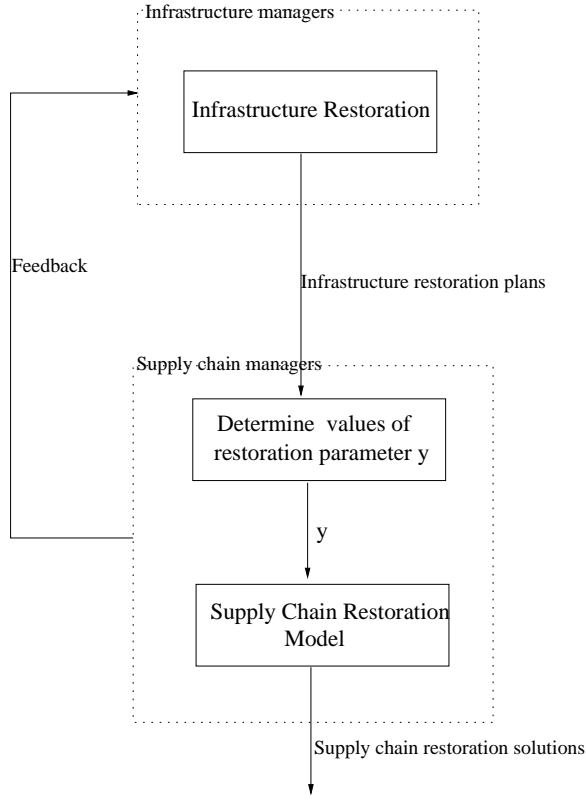 Infrastructure managers
Infrastructure Restoration
Feedback
Infrastructure restoration plans
Supply chain managers
Determine values of
restoration parameter y
y
Supply Chain Restoration
Model
Supply chain restoration solutions